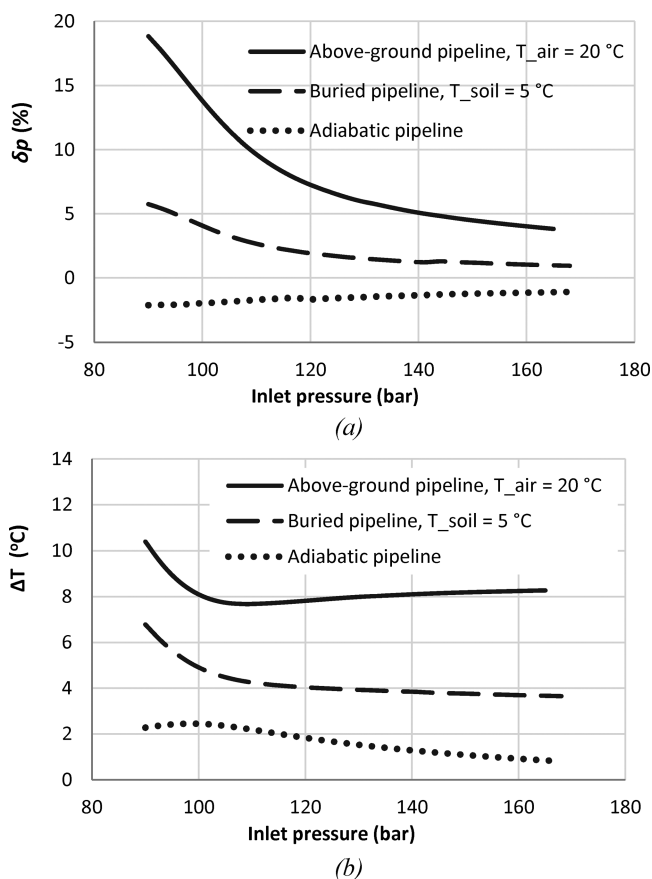 20
15
10
5
0
-5
δp (%)
Above-ground pipeline, T_air = 20 °C
Buried pipeline, T_soil = 5 °C
Adiabatic pipeline
80 100 120 140 160 180
Inlet pressure (bar)
(a)
14
12
10
8
6
4
2
0
ΔT (°C)
Above-ground pipeline, T_air = 20 °C
Buried pipeline, T_soil = 5 °C
Adiabatic pipeline
80 100 120 140 160 180
Inlet pressure (bar)
(b)